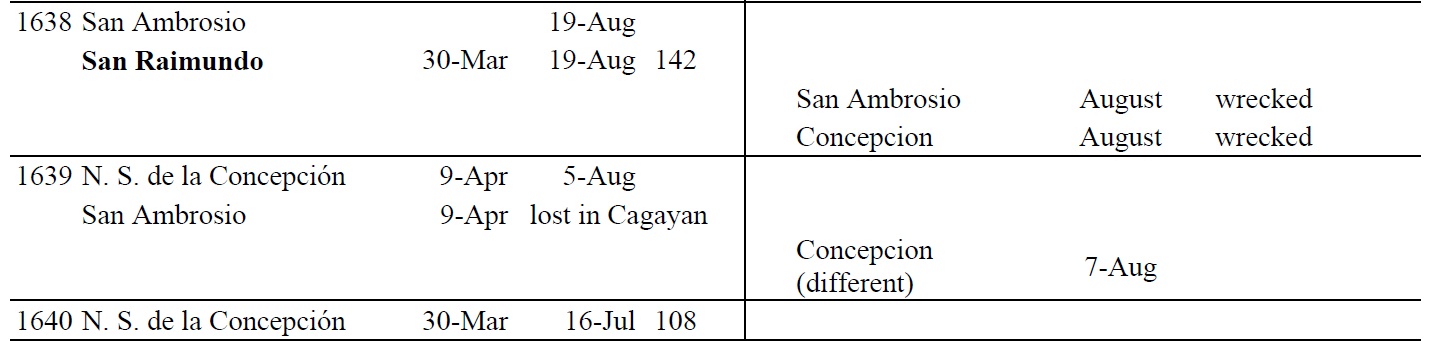 1638 San Ambrosio 19-Aug
San Raimundo 30-Mar 19-Aug 142
San Ambrosio August wrecked
Concepcion August wrecked
1639 N. S. de la Concepción 9-Apr 5-Aug
San Ambrosio 9-Apr lost in Cagayan
Concepcion
(different) 7-Aug
1640 N. S. de la Concepción 30-Mar 16-Jul 108